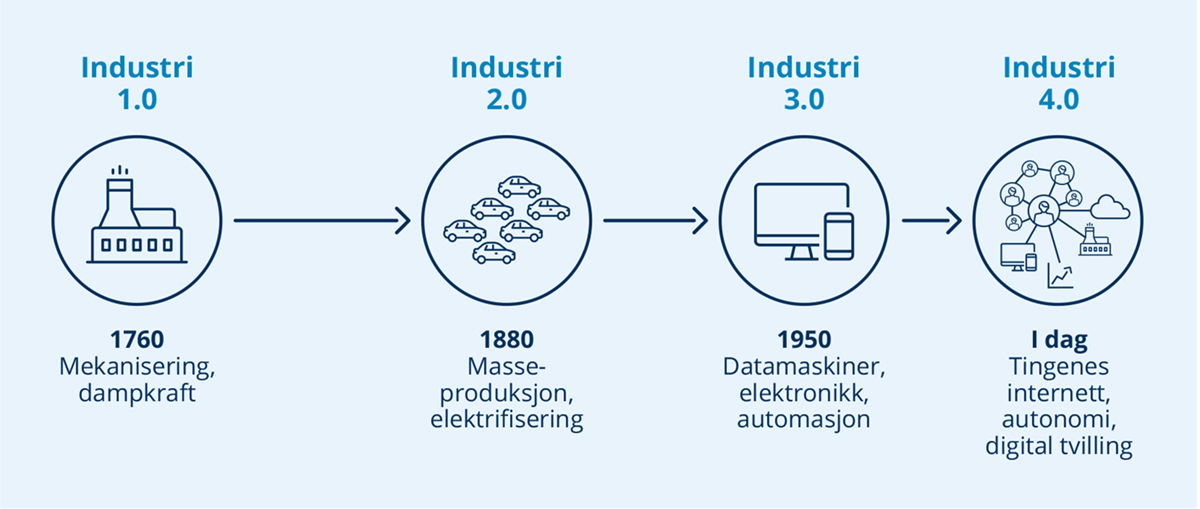 Industri
1.0
1760
Mekanisering,
dampkraft
Industri
2.0
1880
Masse-
produksjon,
elektrifisering
Industri
3.0
1950
Datamaskiner,
elektronikk,
automasjon
Industri
4.0
I dag
Tingenes
internett,
autonomi,
digital tvilling